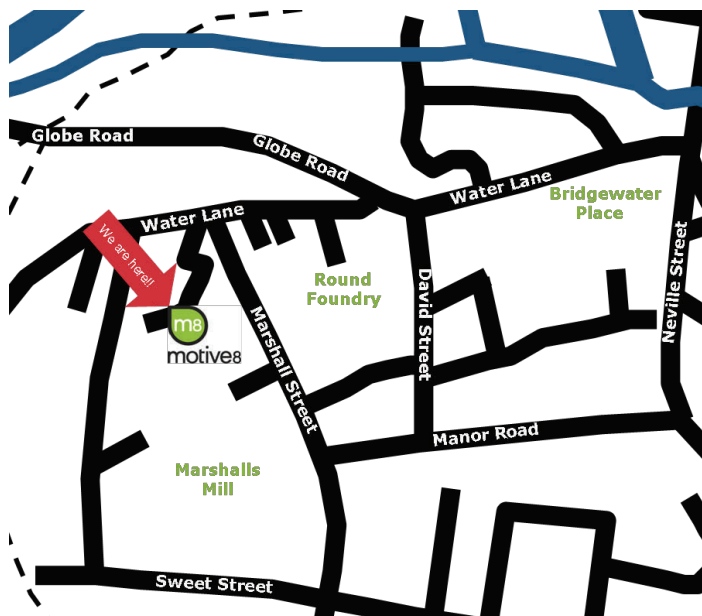 Globe Road
Globe Road
Water Lane
Bridgewater
Place
Water Lane
We are here!!
Round
Foundry
David Street
Neville Street
m8
motive8
Marshall Street
Manor Road
Marshalls
Mill
Sweet Street